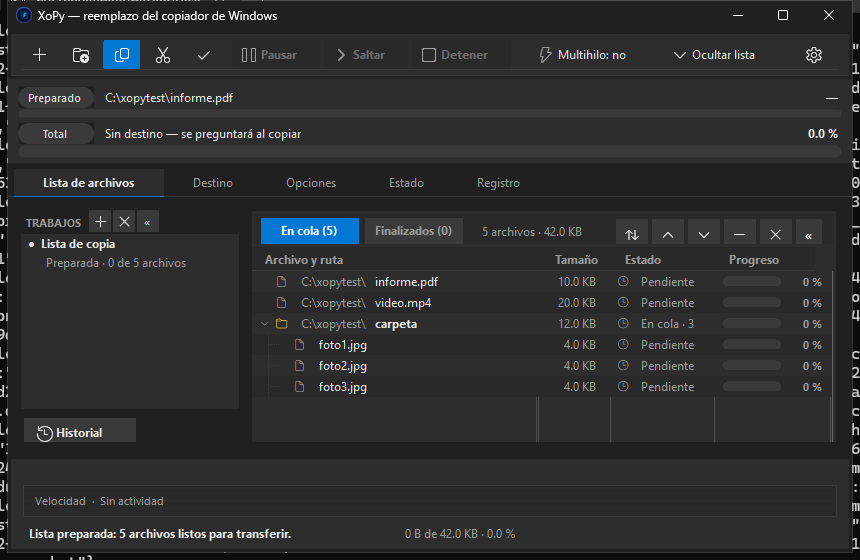 XoPy — reemplazo del copiador de Windows
Pausar
Saltar
Detener
Multihilo: no
Ocultar lista
Preparado
C:\xopytest\informe.pdf
—
Total
Sin destino — se preguntará al copiar
0.0 %
Lista de archivos
Destino
Opciones
Estado
Registro
TRABAJOS
«
Lista de copia
Preparada · 0 de 5 archivos
Historial
En cola (5)
Finalizados (0)
5 archivos · 42.0 KB
«
Archivo y ruta Tamaño Estado Progreso
C:\xopytest\ informe.pdf 10.0 KB Pendiente 0 %
C:\xopytest\ video.mp4 20.0 KB Pendiente 0 %
C:\xopytest\ carpeta 12.0 KB En cola · 3 0 %
foto1.jpg 4.0 KB Pendiente 0 %
foto2.jpg 4.0 KB Pendiente 0 %
foto3.jpg 4.0 KB Pendiente 0 %
Velocidad · Sin actividad
Lista preparada: 5 archivos listos para transferir.
0 B de 42.0 KB · 0.0 %